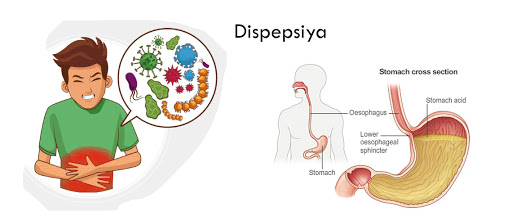 Dispepsiya
Stomach cross section
Stomach acid
Oesophagus
Lower
oesophageal
sphincter
Stomach